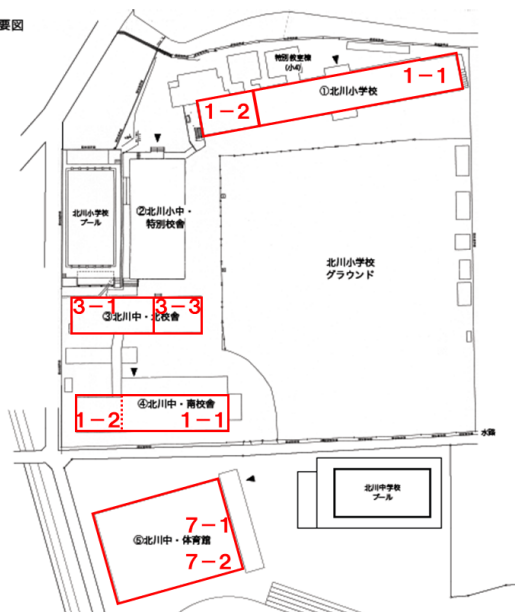 要図
特別教室棟
(小4)
①北川小学校
1-1
1-2
北川小学校
プール
②北川小中・
特別校舎
北川小学校
グラウンド
3-1
3-3
③北川中・北校舎
④北川中・南校舎
1-2
1-1
水路
北川中学校
プール
7-1
⑤北川中・体育館
7-2